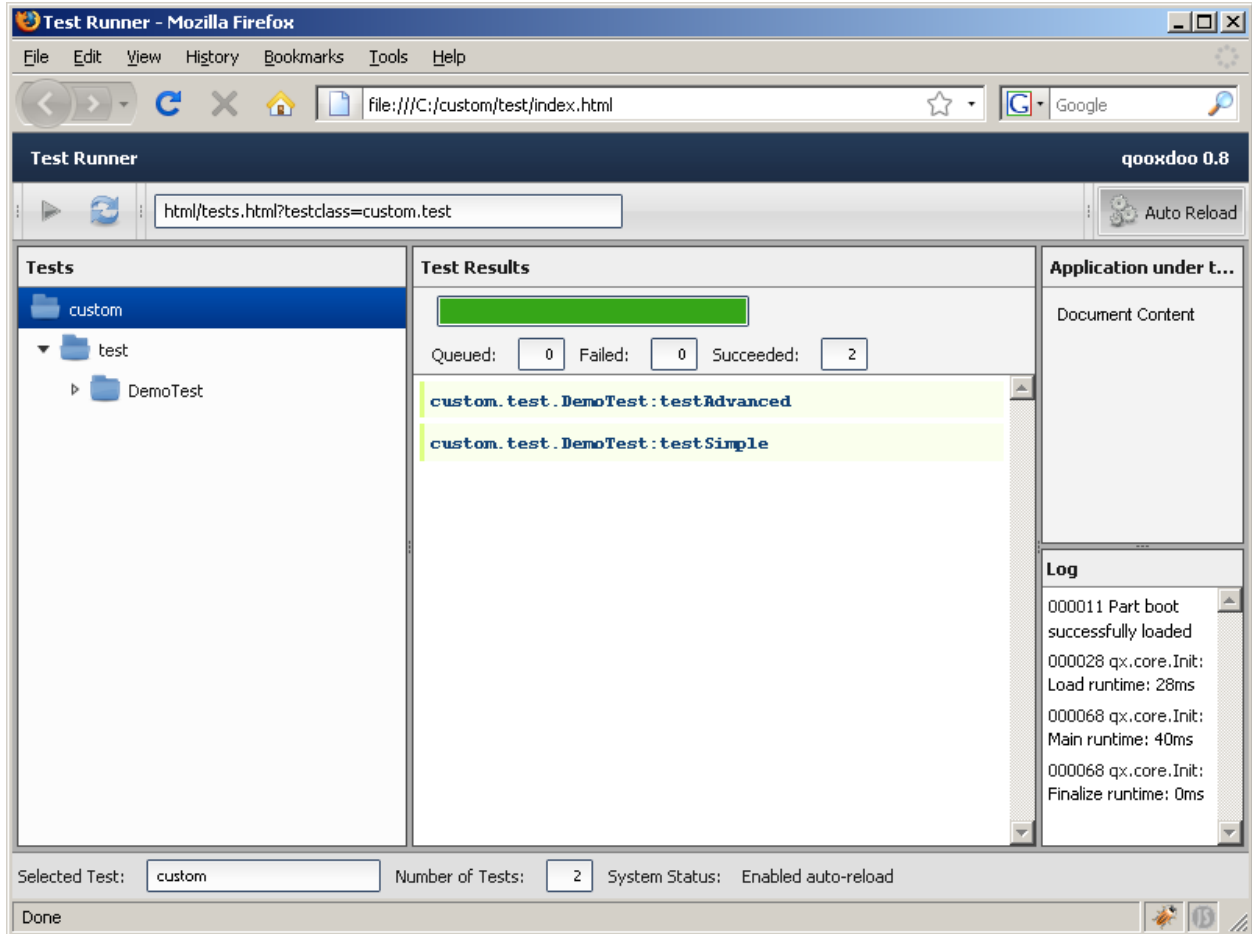 Test Runner - Mozilla Firefox
File Edit View History Bookmarks Tools Help
file:///C:/custom/test/index.html
G Google
Test Runner
qooxdoo 0.8
html/tests.html?testclass=custom.test
Auto Reload
Tests
custom
test
DemoTest
Test Results
Queued: 0 Failed: 0 Succeeded: 2
custom.test.DemoTest:testAdvanced
custom.test.DemoTest:testSimple
Application under t...
Document Content
Log
000011 Part boot
successfully loaded
000028 qx.core.Init:
Load runtime: 28ms
000068 qx.core.Init:
Main runtime: 40ms
000068 qx.core.Init:
Finalize runtime: 0ms
Selected Test: custom Number of Tests: 2 System Status: Enabled auto-reload
Done